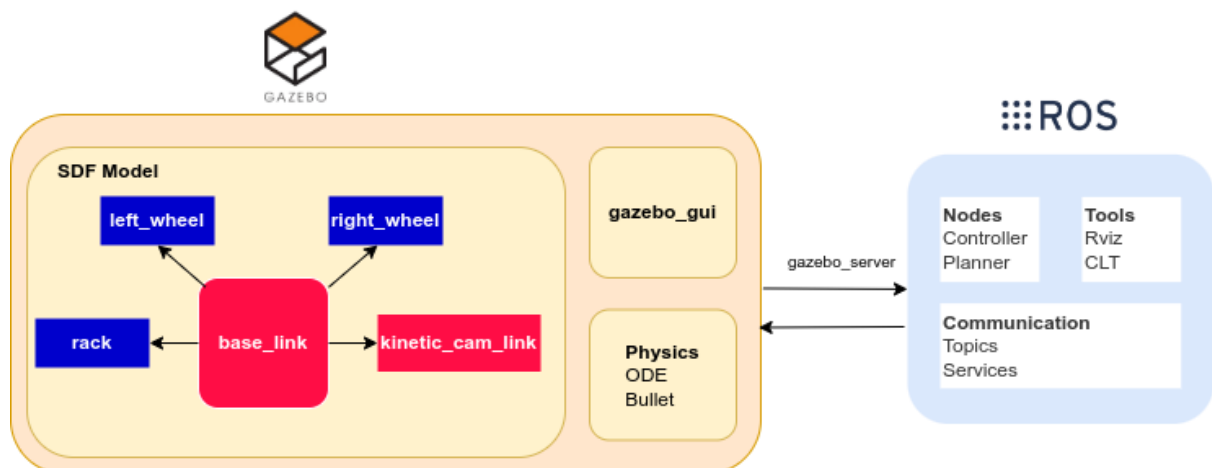 GAZEBO
ROS
SDF Model
left_wheel
right_wheel
base_link
rack
kinetic_cam_link
gazebo_gui
Physics
ODE
Bullet
gazebo_server
Nodes
Controller
Planner
Tools
Rviz
CLT
Communication
Topics
Services